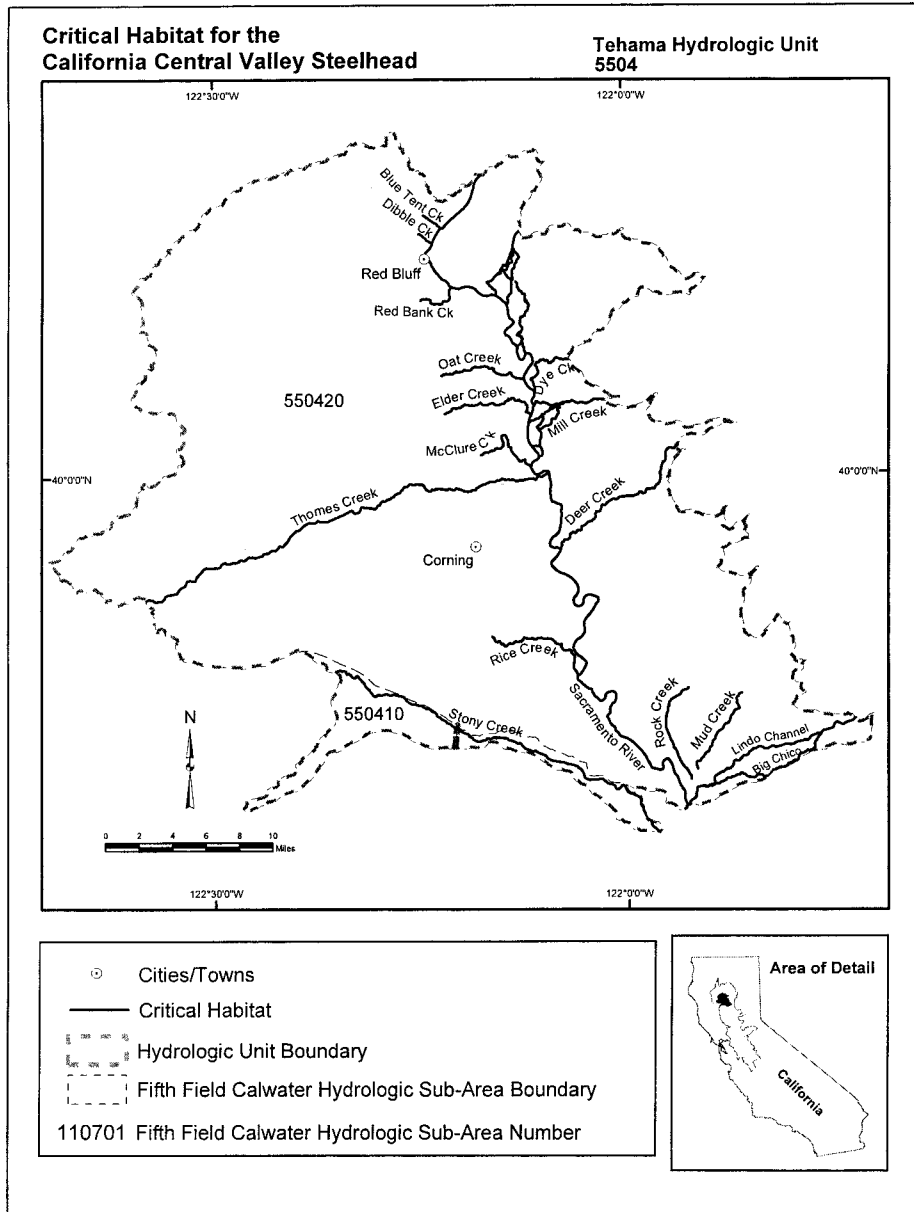 Critical Habitat for the
California Central Valley Steelhead
Tehama Hydrologic Unit
5504
122°30'0"W
122°0'0"W
Blue Tent Ck
Dibble Ck
Red Bluff
Red Bank Ck
Oat Creek
Dye Ck
Elder Creek
550420
Mill Creek
McClure Ck
40°0'0"N
40°0'0"N
Thomes Creek
Deer Creek
Corning
Rice Creek
Sacramento River
Rock Creek
Mud Creek
550410
Stony Creek
Lindo Channel
Big Chico
N
0 2 4 6 8 10
Miles
122°30'0"W
122°0'0"W
Cities/Towns
Critical Habitat
Hydrologic Unit Boundary
Fifth Field Calwater Hydrologic Sub-Area Boundary
110701 Fifth Field Calwater Hydrologic Sub-Area Number
Area of Detail
California